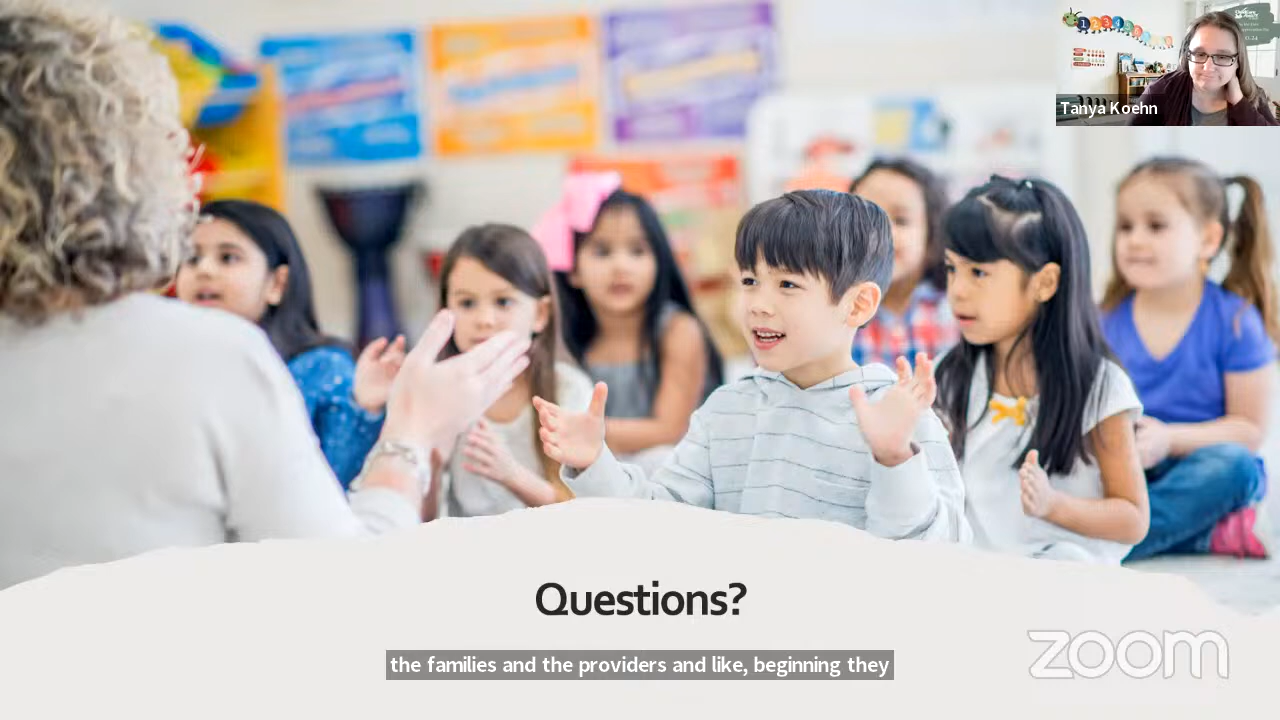 Tanya Koehn
Questions?
the families and the providers and like, beginning they
zoom